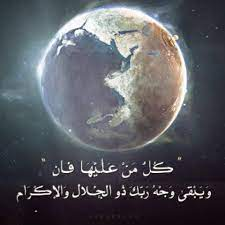 " كُلُ مَنْ عَلَيْهَا فَان "
وَيَبْقَىٰ وَجْهُ رَبِّكَ ذُو الْجَلَالِ وَالْإِكْرَام